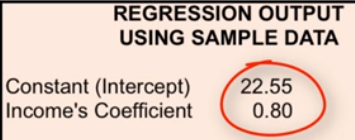 REGRESSION OUTPUT
USING SAMPLE DATA
Constant (Intercept) 22.55
Income's Coefficient 0.80